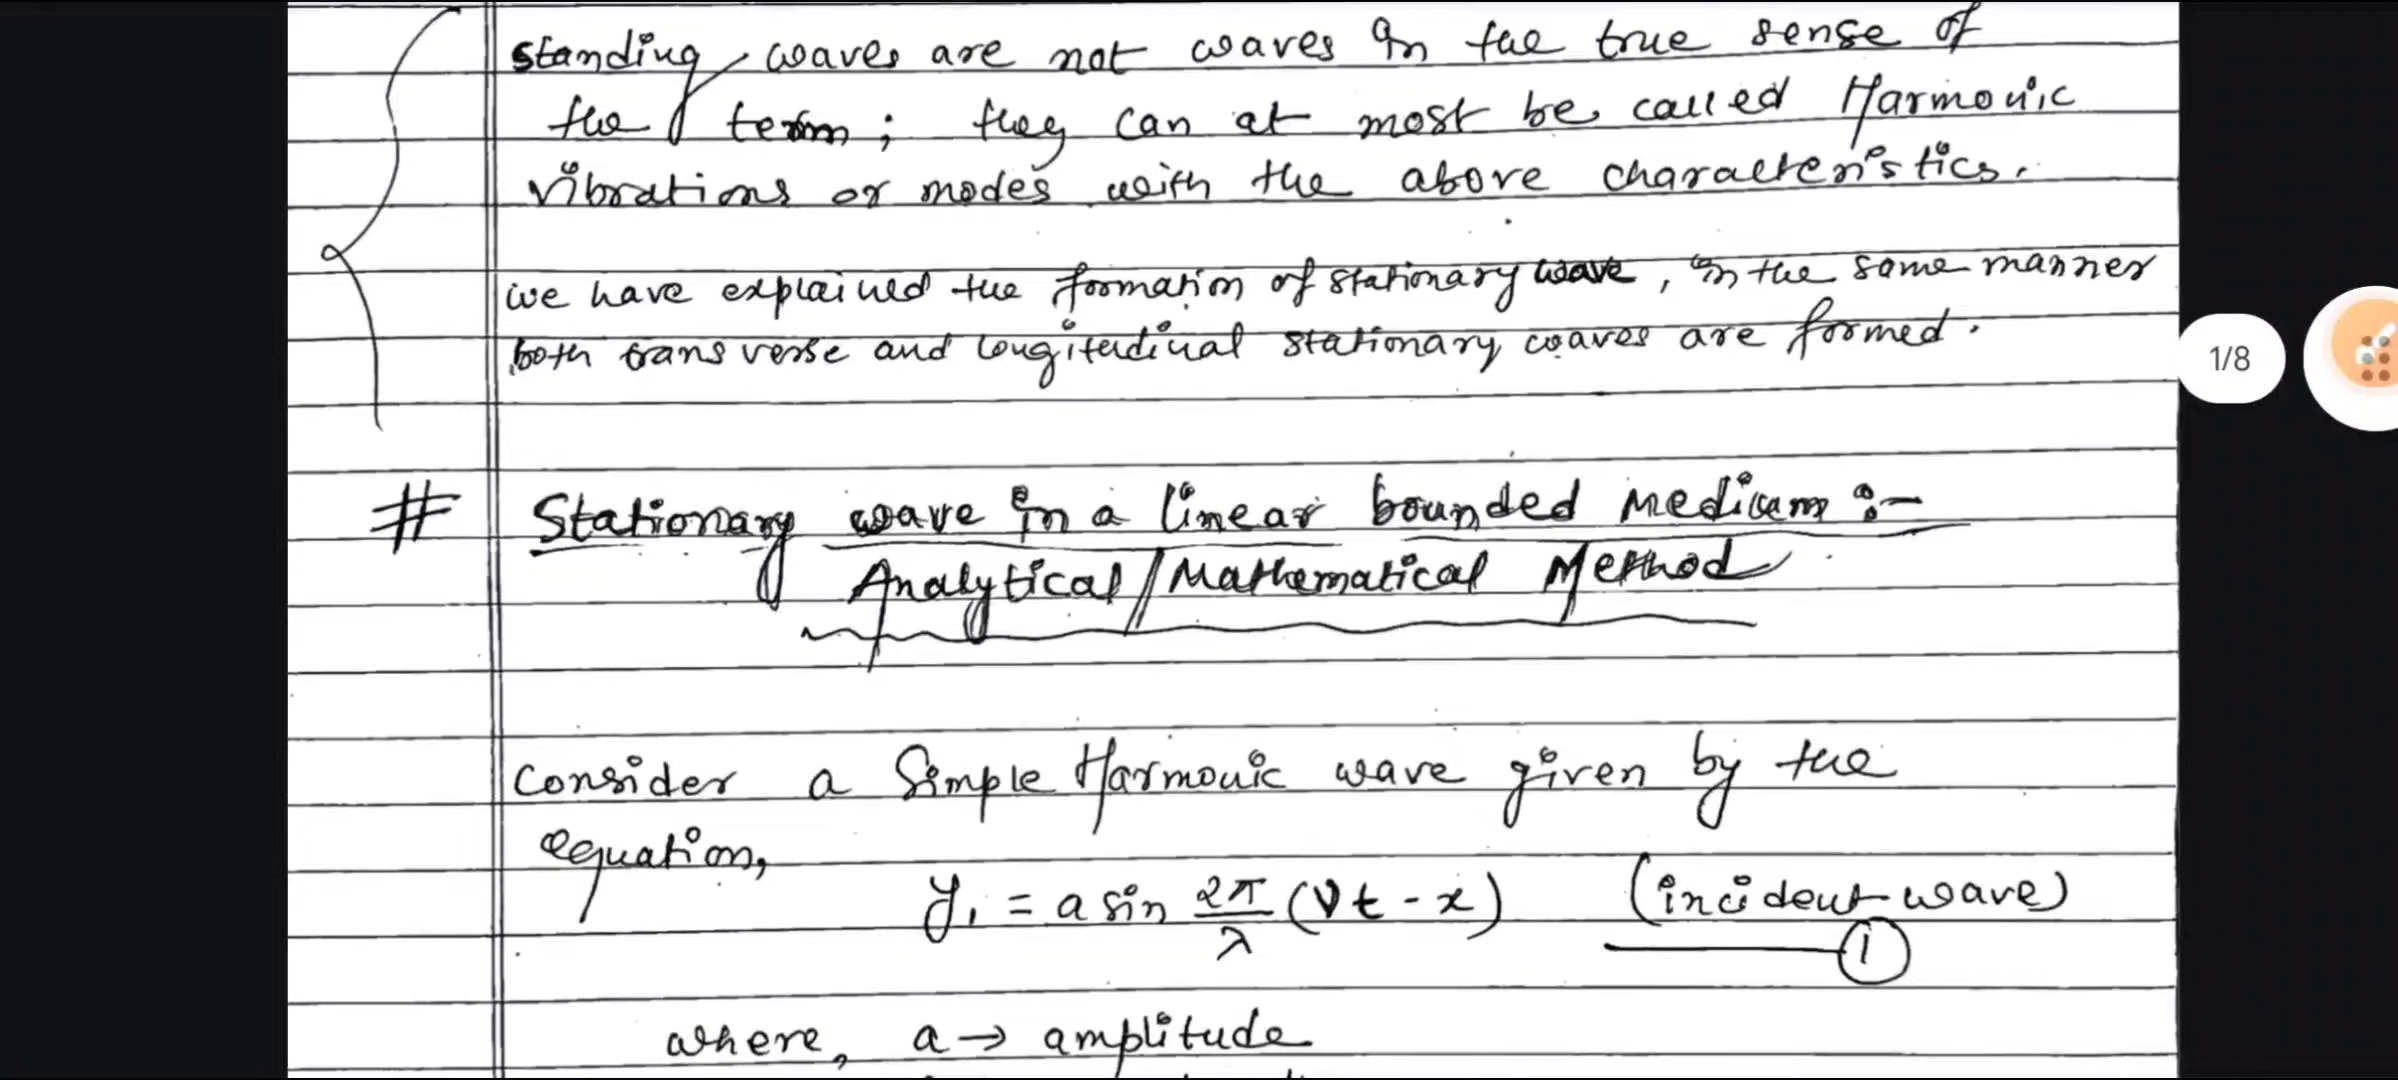 standing waves are not waves in the true sense of
the term; they can at most be called Harmonic
vibrations or modes with the above characteristics.
we have explained the formation of stationary wave, in the same manner
both transverse and longitudinal stationary waves are formed.
1/8
# Stationary wave in a linear bounded medium :-
Analytical/Mathematical Method
Consider a Simple Harmonic wave given by the
equation,
y₁ = a sin 2π/λ (vt - x) (incident wave)
①
where, a → amplitude